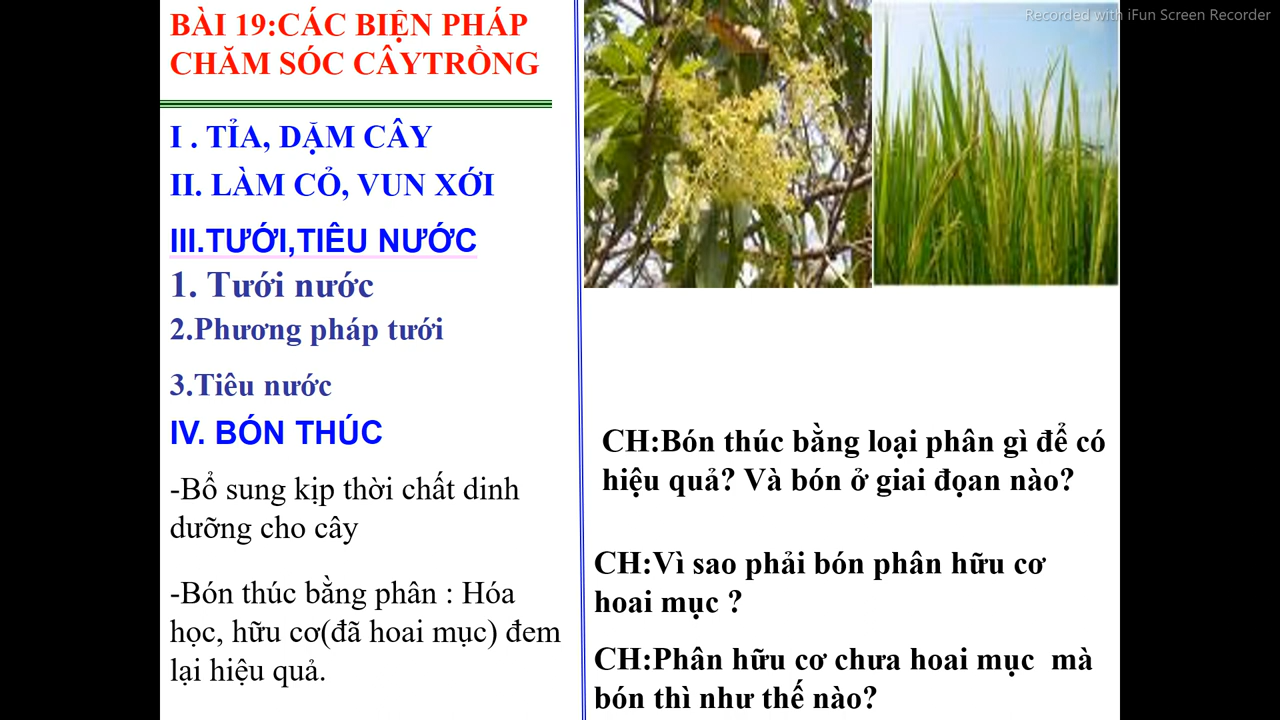 BÀI 19:CÁC BIỆN PHÁP
CHĂM SÓC CÂYTRỒNG
I . TỈA, DẶM CÂY
II. LÀM CỎ, VUN XỚI
III.TƯỚI,TIÊU NƯỚC
1. Tưới nước
2.Phương pháp tưới
3.Tiêu nước
IV. BÓN THÚC
-Bổ sung kịp thời chất dinh
dưỡng cho cây
-Bón thúc bằng phân : Hóa
học, hữu cơ(đã hoai mục) đem
lại hiệu quả.
Recorded with iFun Screen Recorder
CH:Bón thúc bằng loại phân gì để có
hiệu quả? Và bón ở giai đọan nào?
CH:Vì sao phải bón phân hữu cơ
hoai mục ?
CH:Phân hữu cơ chưa hoai mục  mà
bón thì như thế nào?